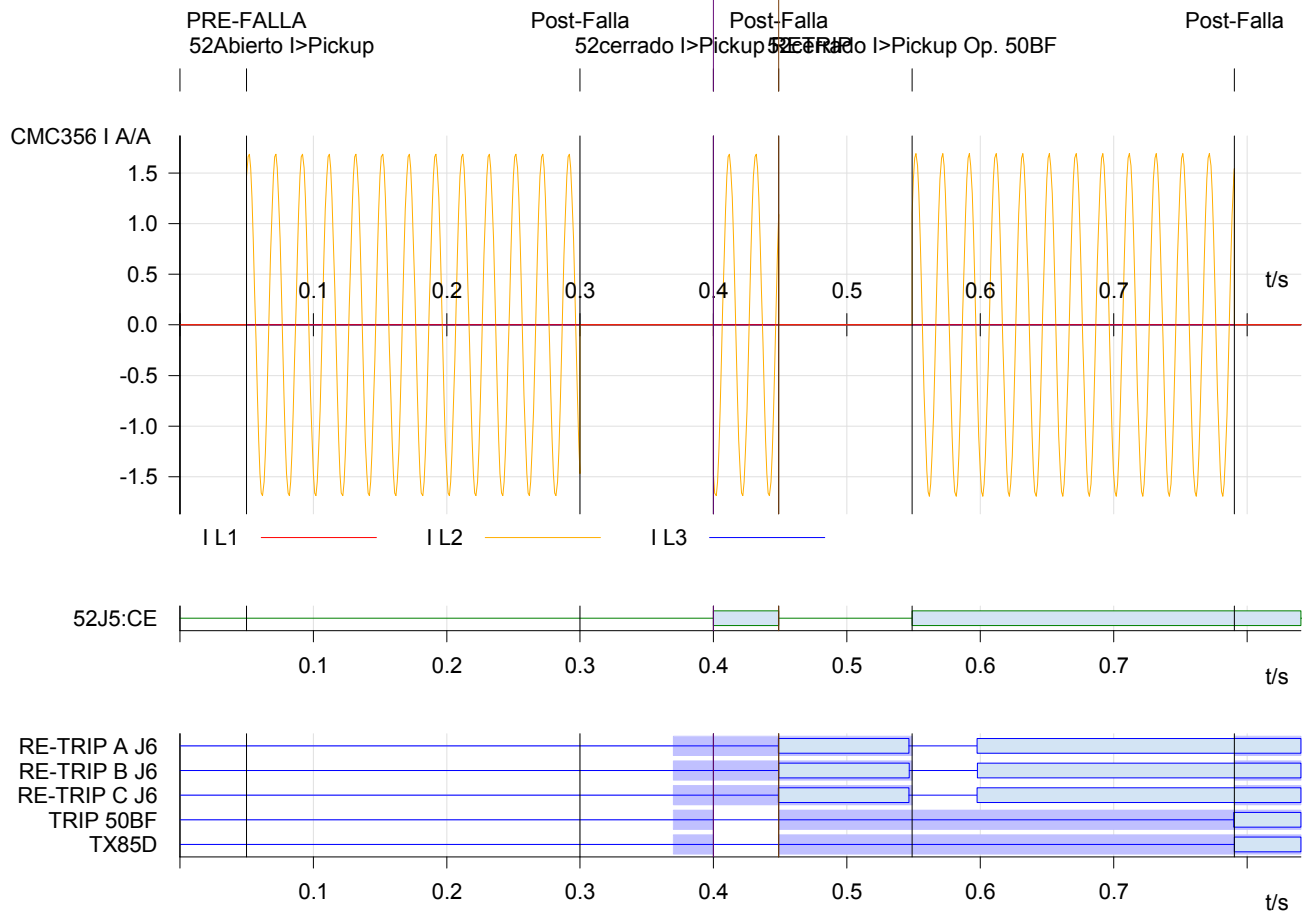 PRE-FALLA Post-Falla Post-Falla Post-Falla
52Abierto I>Pickup 52cerrado I>Pickup RETRIP 52cerrado I>Pickup Op. 50BF
CMC356 I A/A
1.5
1.0
0.5
t/s
0.1 0.2 0.3 0.4 0.5 0.6 0.7
0.0
-0.5
-1.0
-1.5
I L1 I L2 I L3
52J5:CE
0.1 0.2 0.3 0.4 0.5 0.6 0.7
t/s
RE-TRIP A J6
RE-TRIP B J6
RE-TRIP C J6
TRIP 50BF
TX85D
0.1 0.2 0.3 0.4 0.5 0.6 0.7
t/s